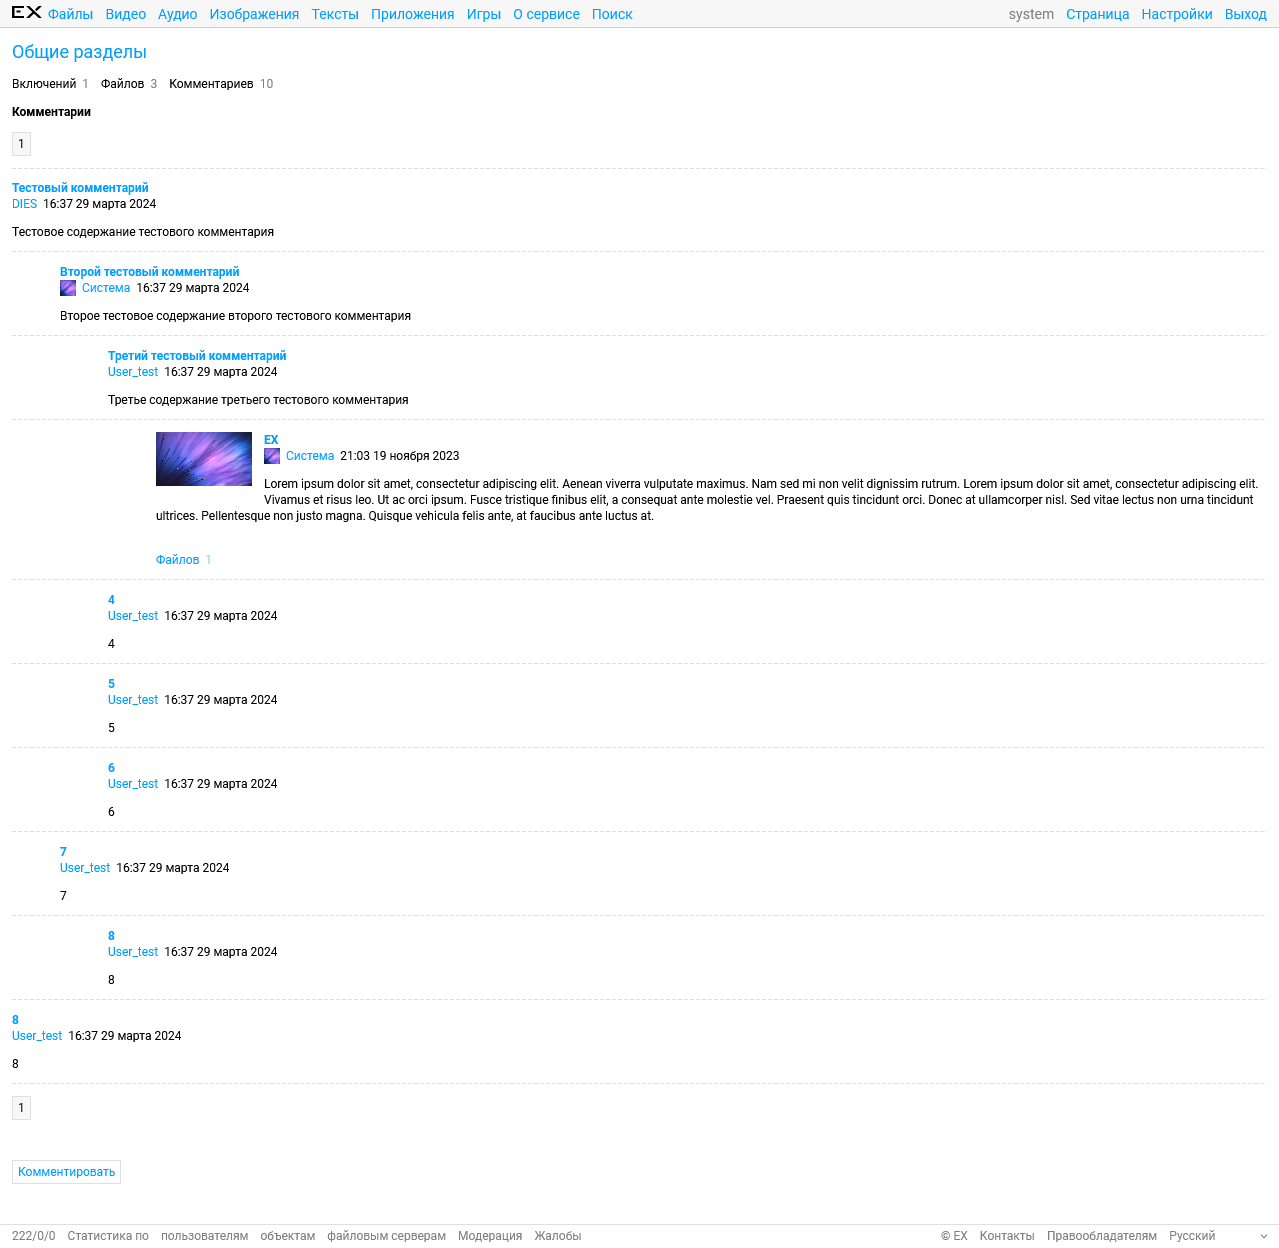 EX Файлы Видео Аудио Изображения Тексты Приложения Игры О сервисе Поиск system Страница Настройки Выход
Общие разделы
Включений 1 Файлов 3 Комментариев 10
Комментарии
1
Тестовый комментарий
DIES 16:37 29 марта 2024
Тестовое содержание тестового комментария
Второй тестовый комментарий
Система 16:37 29 марта 2024
Второе тестовое содержание второго тестового комментария
Третий тестовый комментарий
User_test 16:37 29 марта 2024
Третье содержание третьего тестового комментария
EX
Система 21:03 19 ноября 2023
Lorem ipsum dolor sit amet, consectetur adipiscing elit. Aenean viverra vulputate maximus. Nam sed mi non velit dignissim rutrum. Lorem ipsum dolor sit amet, consectetur adipiscing elit.
Vivamus et risus leo. Ut ac orci ipsum. Fusce tristique finibus elit, a consequat ante molestie vel. Praesent quis tincidunt orci. Donec at ullamcorper nisl. Sed vitae lectus non urna tincidunt
ultrices. Pellentesque non justo magna. Quisque vehicula felis ante, at faucibus ante luctus at.
Файлов 1
4
User_test 16:37 29 марта 2024
4
5
User_test 16:37 29 марта 2024
5
6
User_test 16:37 29 марта 2024
6
7
User_test 16:37 29 марта 2024
7
8
User_test 16:37 29 марта 2024
8
8
User_test 16:37 29 марта 2024
8
1
Комментировать
222/0/0 Статистика по пользователям объектам файловым серверам Модерация Жалобы © EX Контакты Правообладателям Русский